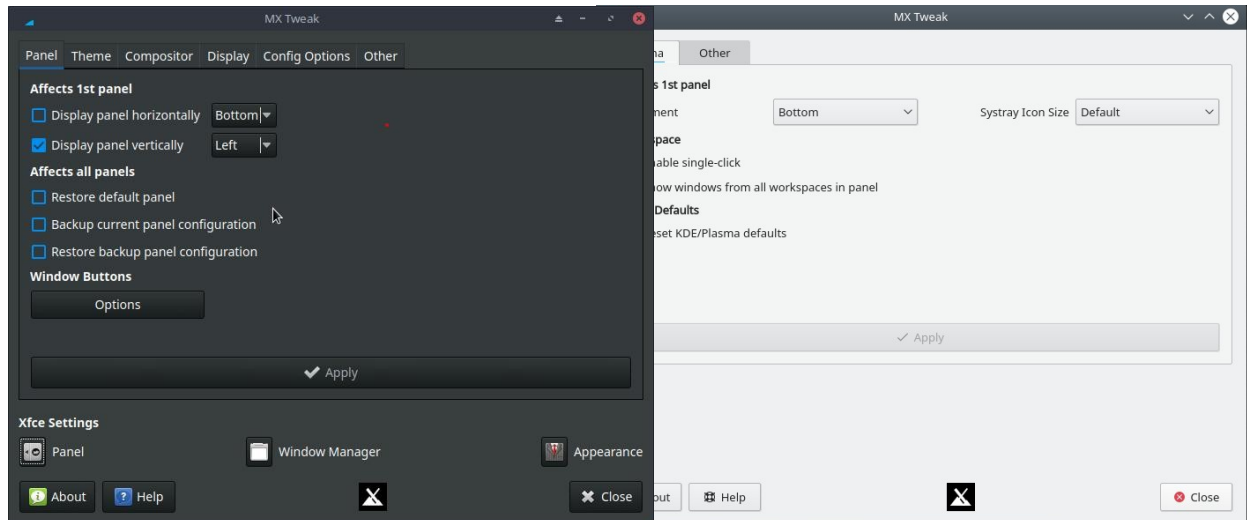 MX Tweak
Panel Theme Compositor Display Config Options Other
Affects 1st panel
Display panel horizontally Bottom
Display panel vertically Left
Affects all panels
Restore default panel
Backup current panel configuration
Restore backup panel configuration
Window Buttons
Options
Apply
Xfce Settings
Panel Window Manager Appearance
About Help Close
MX Tweak
na Other
s 1st panel
ment Bottom Systray Icon Size Default
pace
able single-click
ow windows from all workspaces in panel
Defaults
eset KDE/Plasma defaults
Apply
out Help Close